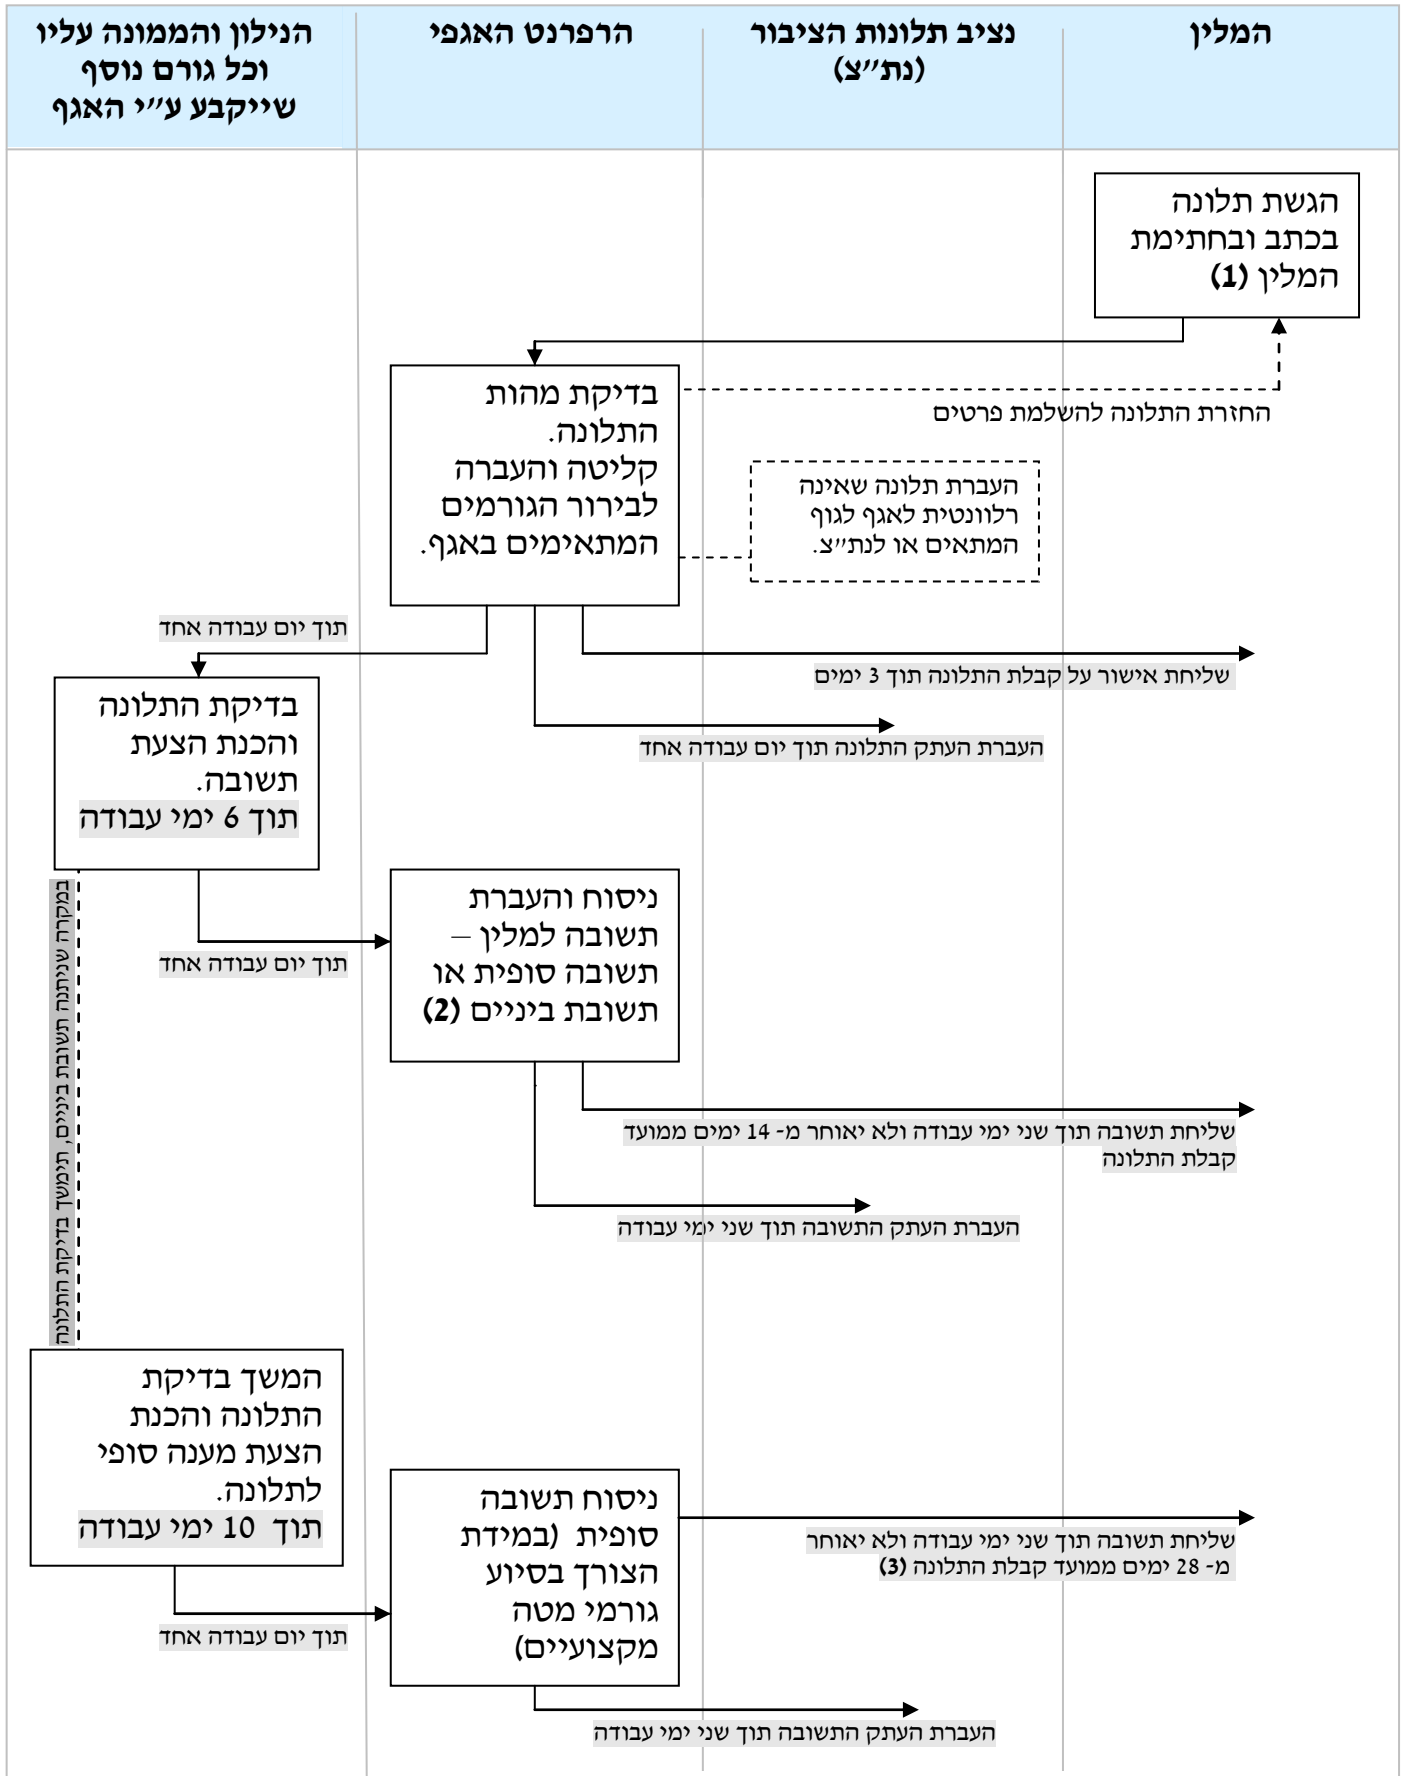 המלין
נציב תלונות הציבור
(נת״צ)
הרפרנט האגפי
הנילון והממונה עליו
וכל גורם נוסף
שייקבע ע״י האגף
הגשת תלונה
בכתב ובחתימת
המלין (1)
החזרת התלונה להשלמת פרטים
בדיקת מהות
התלונה.
קליטה והעברה
לבירור הגורמים
המתאימים באגף.
העברת תלונה שאינה
רלוונטית לאגף לגוף
המתאים או לנת״צ.
תוך יום עבודה אחד
שליחת אישור על קבלת התלונה תוך 3 ימים
העברת העתק התלונה תוך יום עבודה אחד
בדיקת התלונה
והכנת הצעת
תשובה.
תוך 6 ימי עבודה
תוך יום עבודה אחד
ניסוח והעברת
תשובה למלין –
תשובה סופית או
תשובת ביניים (2)
שליחת תשובה תוך שני ימי עבודה ולא יאוחר מ- 14 ימים ממועד
קבלת התלונה
העברת העתק התשובה תוך שני ימי עבודה
במקרה שניתנה תשובת ביניים, תימשך בדיקת התלונה
המשך בדיקת
התלונה והכנת
הצעת מענה סופי
לתלונה.
תוך 10 ימי עבודה
תוך יום עבודה אחד
ניסוח תשובה
סופית (במידת
הצורך בסיוע
גורמי מטה
מקצועיים)
שליחת תשובה תוך שני ימי עבודה ולא יאוחר
מ- 28 ימים ממועד קבלת התלונה (3)
העברת העתק התשובה תוך שני ימי עבודה